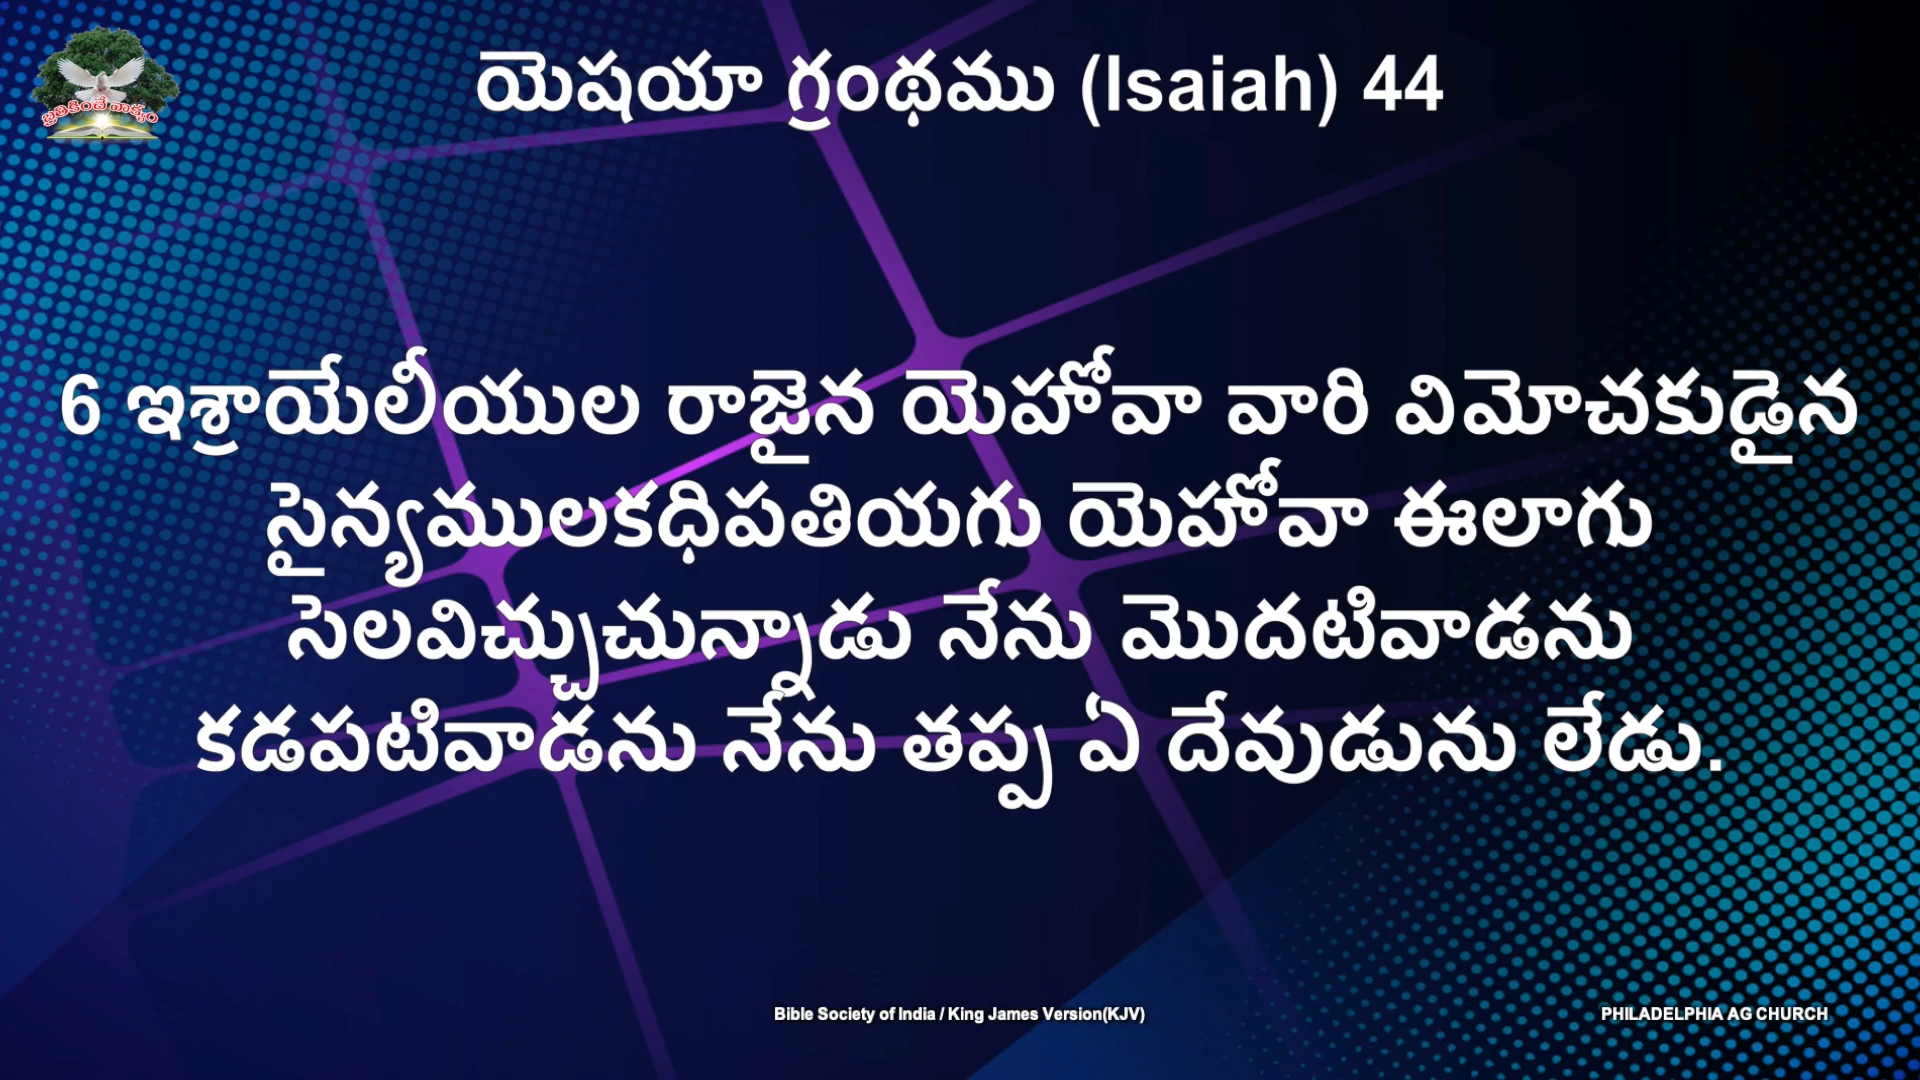 యెషయా గ్రంథము (Isaiah) 44
బ్రతికించే వాక్యం
6 ఇశ్రాయేలీయుల రాజైన యెహోవా వారి విమోచకుడైన
సైన్యములకధిపతియగు యెహోవా ఈలాగు
సెలవిచ్చుచున్నాడు నేను మొదటివాడను
కడపటివాడను నేను తప్ప ఏ దేవుడును లేడు.
Bible Society of India / King James Version(KJV)
PHILADELPHIA AG CHURCH